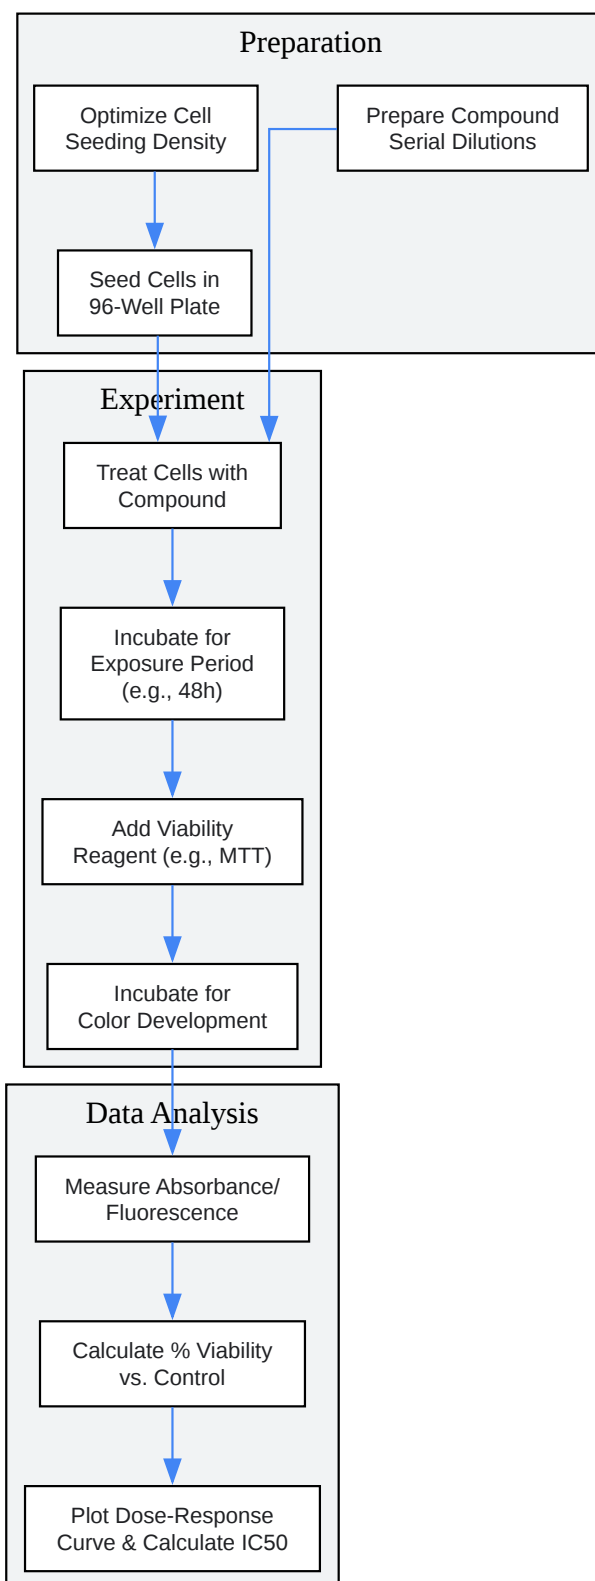 Preparation
Optimize Cell
Seeding Density
Prepare Compound
Serial Dilutions
Seed Cells in
96-Well Plate
Experiment
Treat Cells with
Compound
Incubate for
Exposure Period
(e.g., 48h)
Add Viability
Reagent (e.g., MTT)
Incubate for
Color Development
Data Analysis
Measure Absorbance/
Fluorescence
Calculate % Viability
vs. Control
Plot Dose-Response
Curve & Calculate IC50